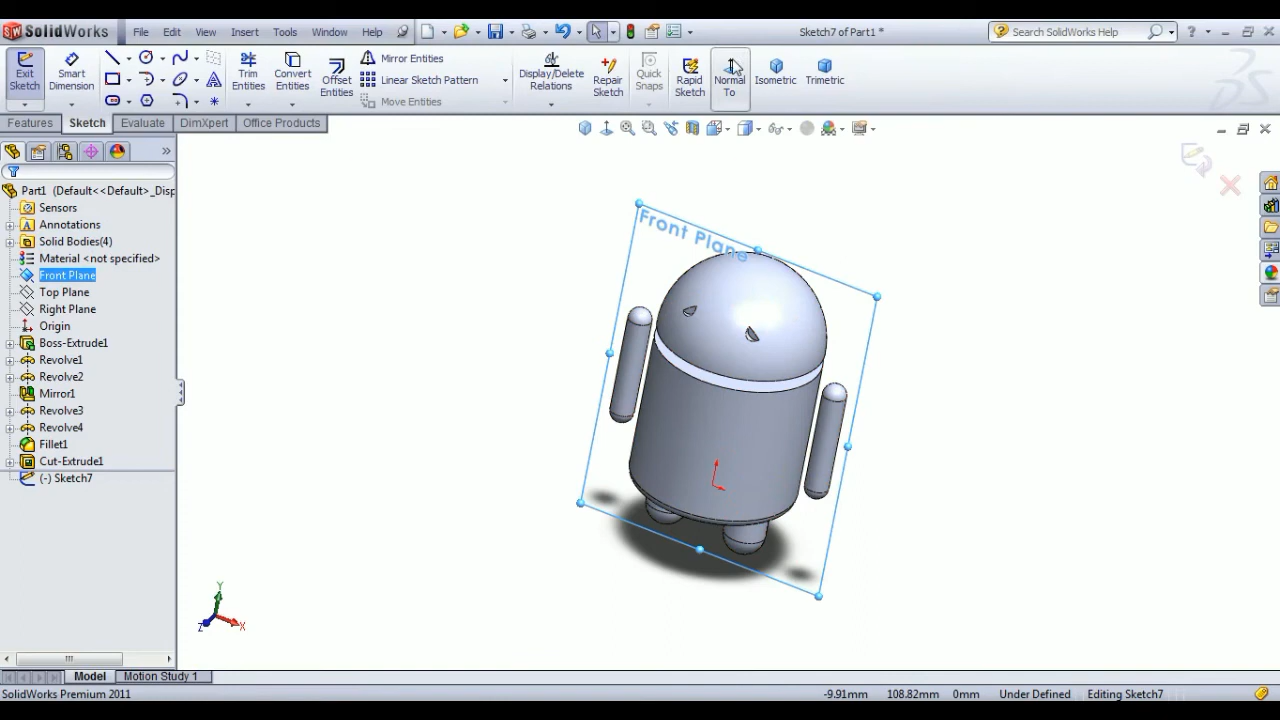 SolidWorks File Edit View Insert Tools Window Help Sketch7 of Part1 * Search SolidWorks Help
Exit Sketch
Smart Dimension
Trim Entities
Convert Entities
Offset Entities
Mirror Entities
Linear Sketch Pattern
Move Entities
Display/Delete Relations
Repair Sketch
Quick Snaps
Rapid Sketch
Normal To
Isometric
Trimetric
Features Sketch Evaluate DimXpert Office Products
Part1 (Default<<Default>_Disp
Sensors
Annotations
Solid Bodies(4)
Material <not specified>
Front Plane
Top Plane
Right Plane
Origin
Boss-Extrude1
Revolve1
Revolve2
Mirror1
Revolve3
Revolve4
Fillet1
Cut-Extrude1
(-) Sketch7
Front Plane
Y
X
Z
Model Motion Study 1
SolidWorks Premium 2011 -9.91mm 108.82mm 0mm Under Defined Editing Sketch7